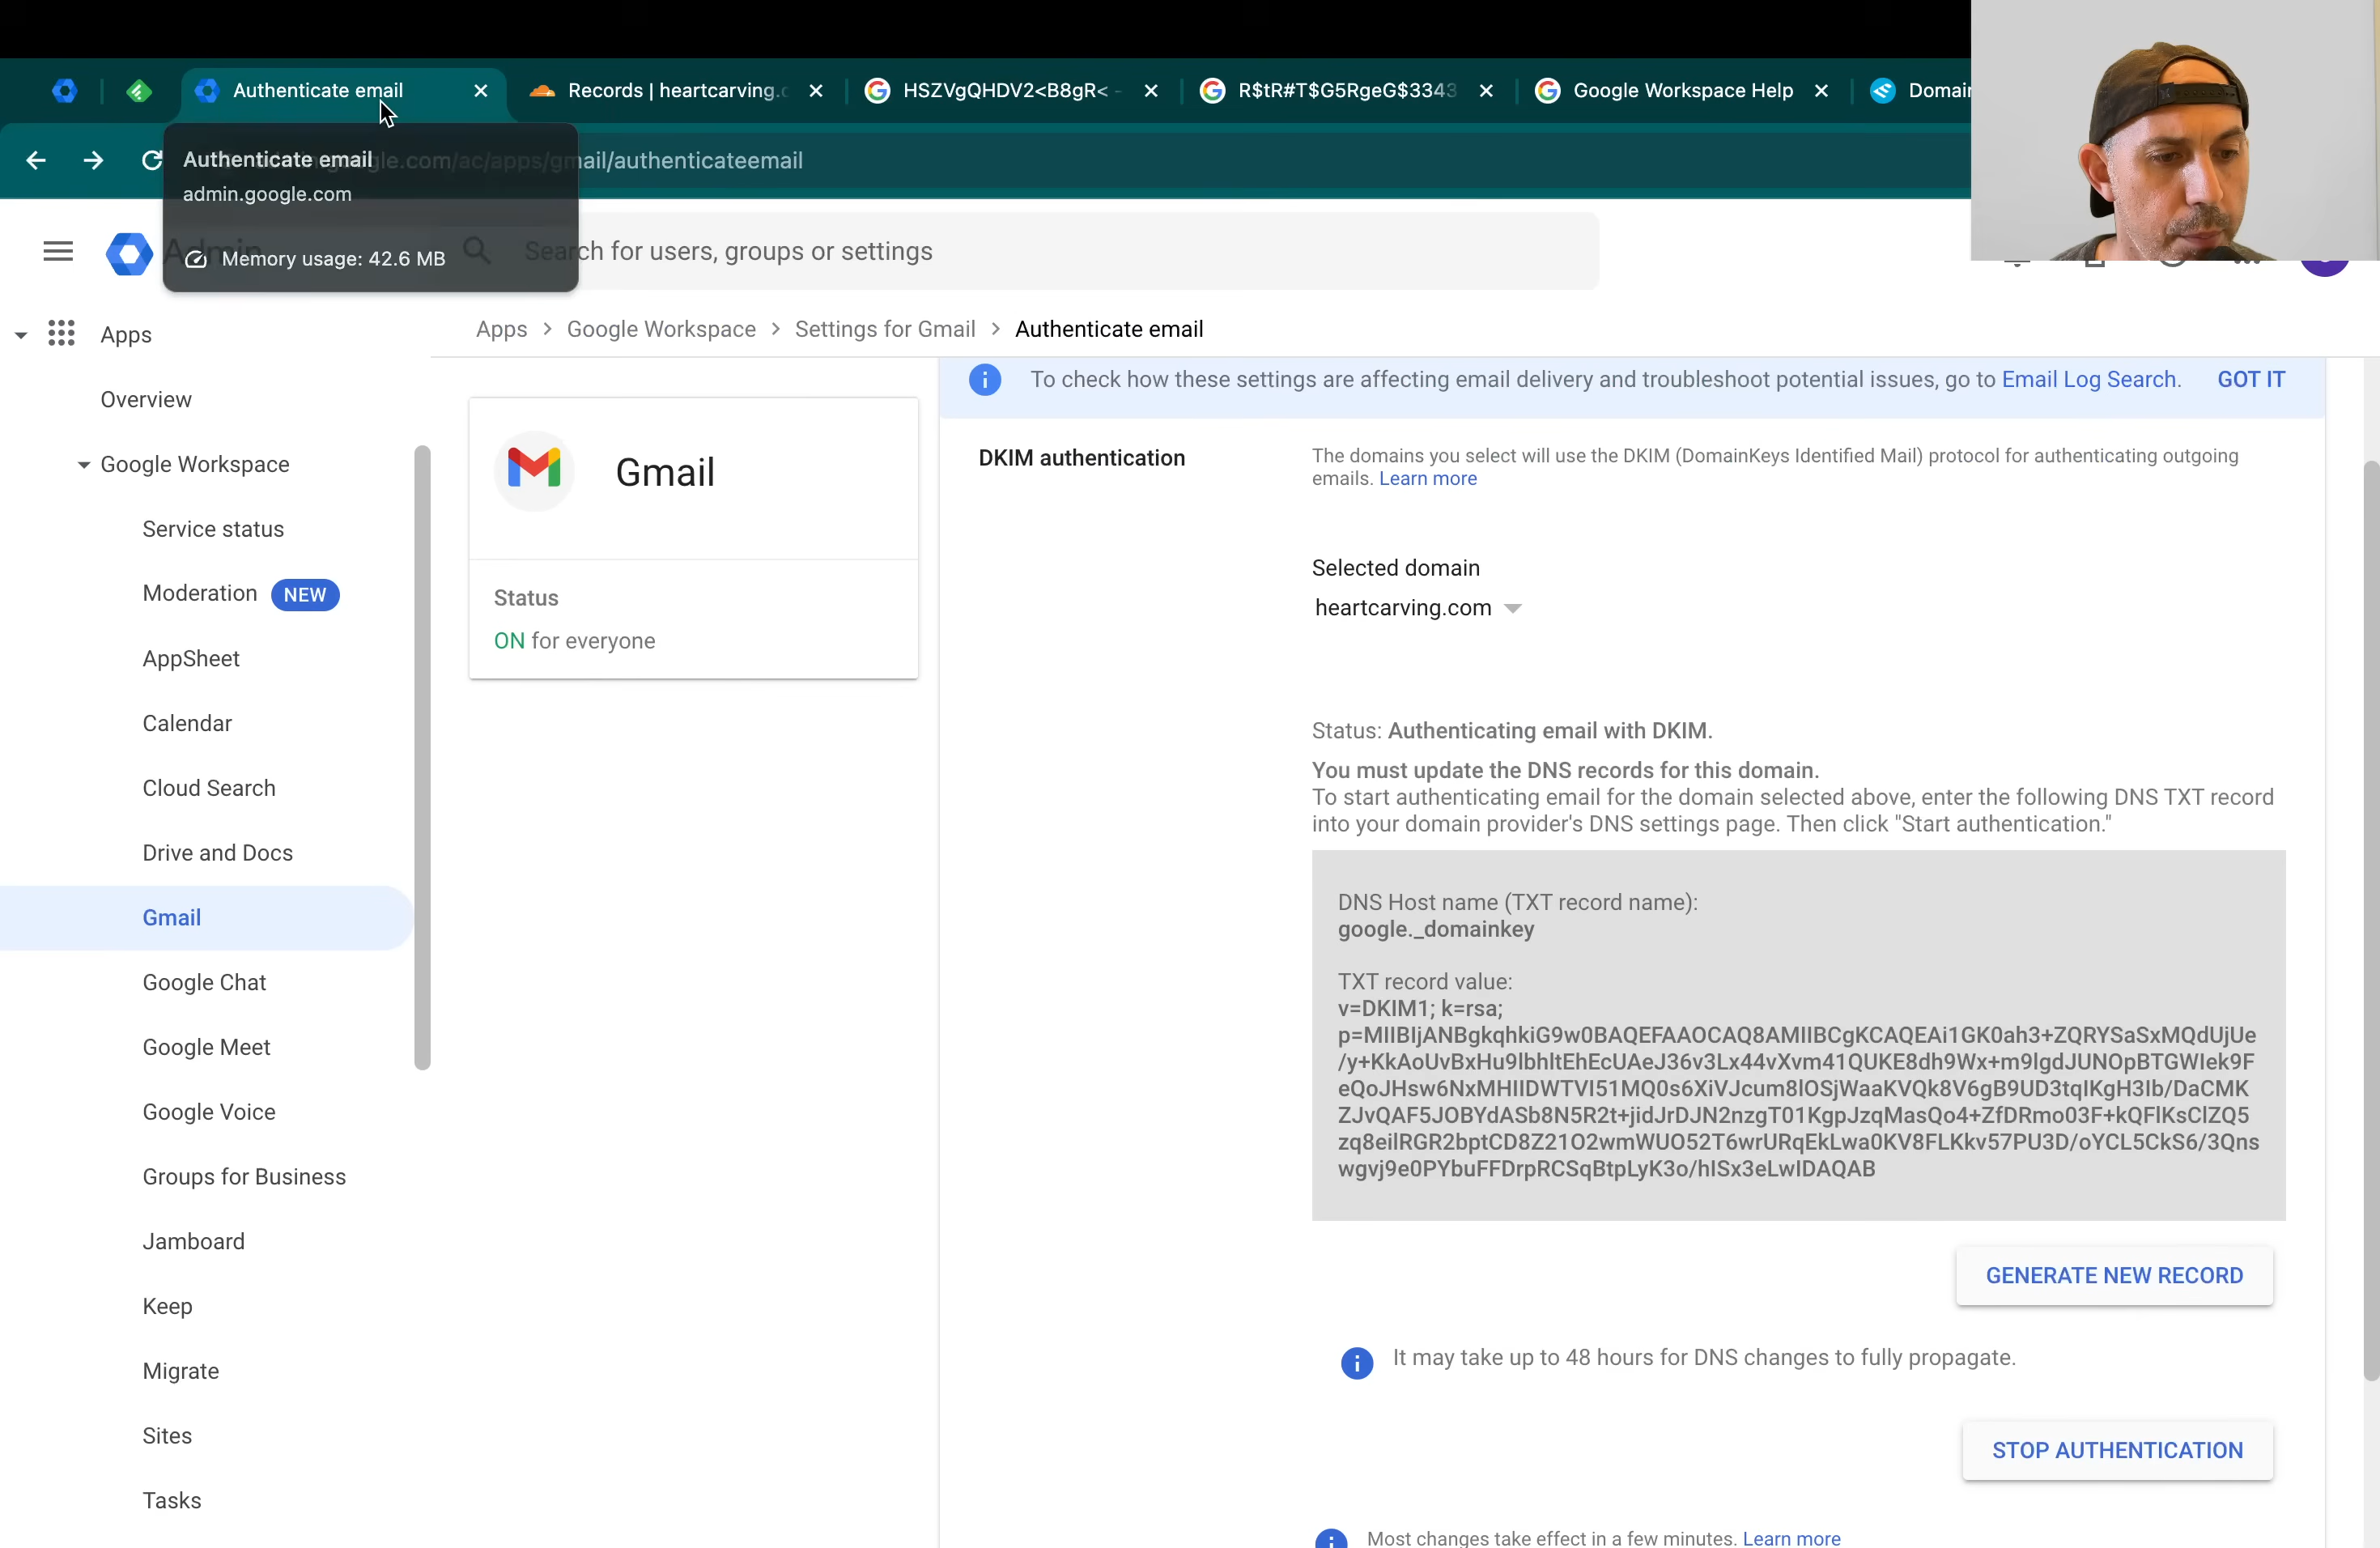 Authenticate email
Records | heartcarving.c
HSZVgQHDV2<B8gR< -
R$tR#T$G5RgeG$3343
Google Workspace Help
Domain
Authenticate email
admin.google.com
Memory usage: 42.6 MB
le.com/ac/apps/gmail/authenticateemail
Admin
Search for users, groups or settings
Apps
Overview
Google Workspace
Service status
Moderation NEW
AppSheet
Calendar
Cloud Search
Drive and Docs
Gmail
Google Chat
Google Meet
Google Voice
Groups for Business
Jamboard
Keep
Migrate
Sites
Tasks
Apps > Google Workspace > Settings for Gmail > Authenticate email
Gmail
Status
ON for everyone
To check how these settings are affecting email delivery and troubleshoot potential issues, go to Email Log Search. GOT IT
DKIM authentication
The domains you select will use the DKIM (DomainKeys Identified Mail) protocol for authenticating outgoing
emails. Learn more
Selected domain
heartcarving.com
Status: Authenticating email with DKIM.
You must update the DNS records for this domain.
To start authenticating email for the domain selected above, enter the following DNS TXT record
into your domain provider's DNS settings page. Then click "Start authentication."
DNS Host name (TXT record name):
google._domainkey
TXT record value:
v=DKIM1; k=rsa;
p=MIIBIjANBgkqhkiG9w0BAQEFAAOCAQ8AMIIBCgKCAQEAi1GK0ah3+ZQRYSaSxMQdUjUe
/y+KkAoUvBxHu9lbhltEhEcUAeJ36v3Lx44vXvm41QUKE8dh9Wx+m9lgdJUNOpBTGWIek9F
eQoJHsw6NxMHIIDWTVI51MQ0s6XiVJcum8lOSjWaaKVQk8V6gB9UD3tqIKgH3Ib/DaCMK
ZJvQAF5JOBYdASb8N5R2t+jidJrDJN2nzgT01KgpJzqMasQo4+ZfDRmo03F+kQFlKsClZQ5
zq8eilRGR2bptCD8Z21O2wmWUO52T6wrURqEkLwa0KV8FLKkv57PU3D/oYCL5CkS6/3Qns
wgvj9e0PYbuFFDrpRCSqBtpLyK3o/hISx3eLwIDAQAB
GENERATE NEW RECORD
It may take up to 48 hours for DNS changes to fully propagate.
STOP AUTHENTICATION
Most changes take effect in a few minutes. Learn more